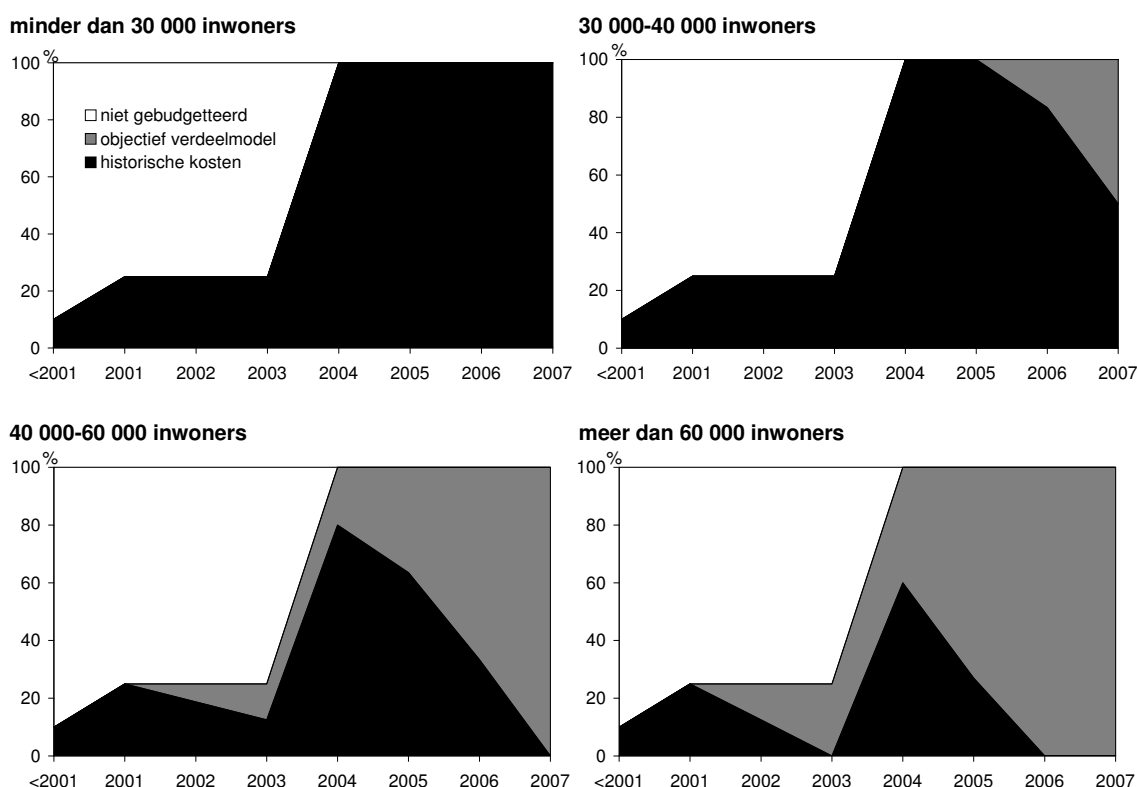 minder dan 30 000 inwoners
%
100
80
60
40
20
0
niet gebudgetteerd
objectief verdeelmodel
historische kosten
<2001 2001 2002 2003 2004 2005 2006 2007
30 000-40 000 inwoners
%
100
80
60
40
20
0
<2001 2001 2002 2003 2004 2005 2006 2007
40 000-60 000 inwoners
%
100
80
60
40
20
0
<2001 2001 2002 2003 2004 2005 2006 2007
meer dan 60 000 inwoners
%
100
80
60
40
20
0
<2001 2001 2002 2003 2004 2005 2006 2007